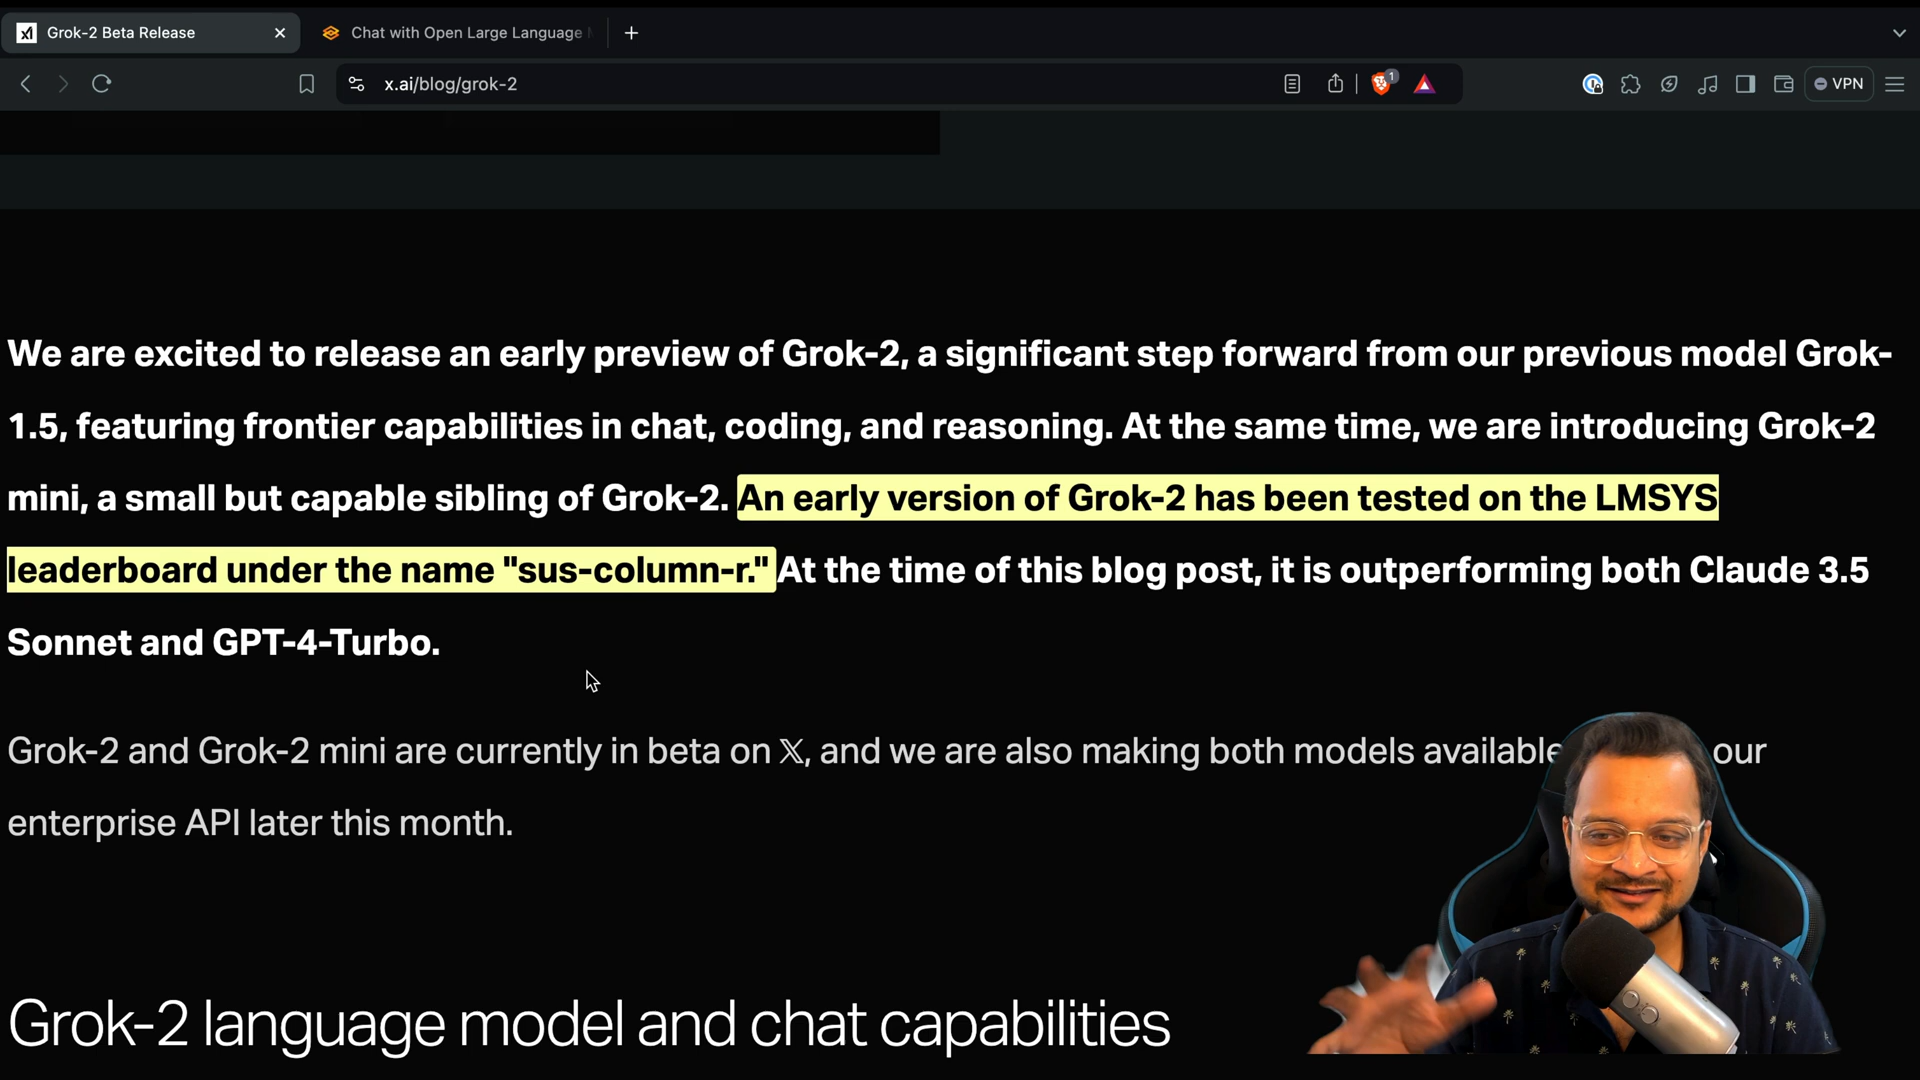 Grok-2 Beta Release
Chat with Open Large Language
x.ai/blog/grok-2
1
VPN
We are excited to release an early preview of Grok-2, a significant step forward from our previous model Grok-
1.5, featuring frontier capabilities in chat, coding, and reasoning. At the same time, we are introducing Grok-2
mini, a small but capable sibling of Grok-2. An early version of Grok-2 has been tested on the LMSYS
leaderboard under the name "sus-column-r." At the time of this blog post, it is outperforming both Claude 3.5
Sonnet and GPT-4-Turbo.
Grok-2 and Grok-2 mini are currently in beta on 𝕏, and we are also making both models available our
enterprise API later this month.
Grok-2 language model and chat capabilities